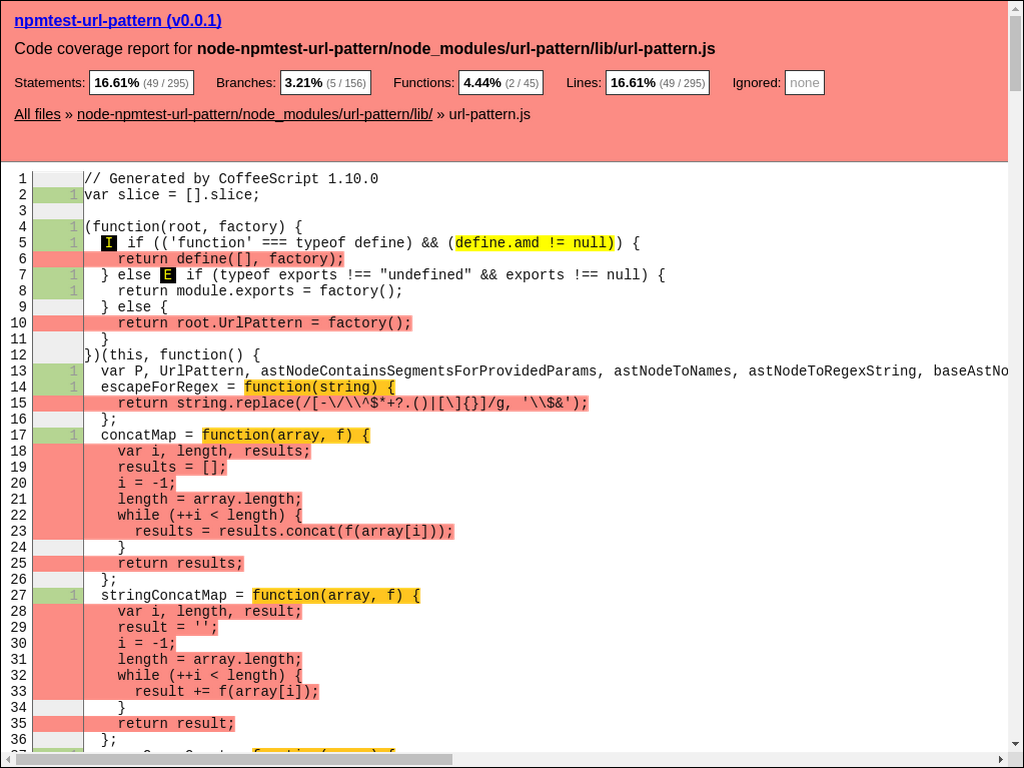 npmtest-url-pattern (v0.0.1)
Code coverage report for node-npmtest-url-pattern/node_modules/url-pattern/lib/url-pattern.js
Statements: 16.61% (49 / 295) Branches: 3.21% (5 / 156) Functions: 4.44% (2 / 45) Lines: 16.61% (49 / 295) Ignored: none
All files » node-npmtest-url-pattern/node_modules/url-pattern/lib/ » url-pattern.js
1 // Generated by CoffeeScript 1.10.0
2 1 var slice = [].slice;
3
4 1 (function(root, factory) {
5 1 I if (('function' === typeof define) && (define.amd != null)) {
6 return define([], factory);
7 1 } else E if (typeof exports !== "undefined" && exports !== null) {
8 1 return module.exports = factory();
9 } else {
10 return root.UrlPattern = factory();
11 }
12 })(this, function() {
13 1 var P, UrlPattern, astNodeContainsSegmentsForProvidedParams, astNodeToNames, astNodeToRegexString, baseAstNo
14 1 escapeForRegex = function(string) {
15 return string.replace(/[-\/\\^$*+?.()|[\]{}]/g, '\\$&');
16 };
17 1 concatMap = function(array, f) {
18 var i, length, results;
19 results = [];
20 i = -1;
21 length = array.length;
22 while (++i < length) {
23 results = results.concat(f(array[i]));
24 }
25 return results;
26 };
27 1 stringConcatMap = function(array, f) {
28 var i, length, result;
29 result = '';
30 i = -1;
31 length = array.length;
32 while (++i < length) {
33 result += f(array[i]);
34 }
35 return result;
36 };